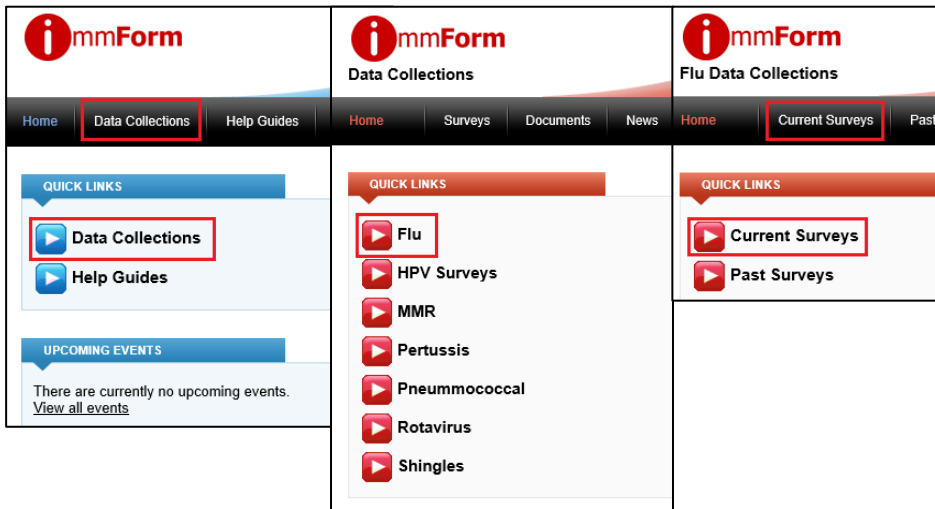 immForm
Home Data Collections Help Guides
QUICK LINKS
Data Collections
Help Guides
UPCOMING EVENTS
There are currently no upcoming events.
View all events
immForm
Data Collections
Home Surveys Documents News
QUICK LINKS
Flu
HPV Surveys
MMR
Pertussis
Pneummococcal
Rotavirus
Shingles
immForm
Flu Data Collections
Home Current Surveys Past
QUICK LINKS
Current Surveys
Past Surveys